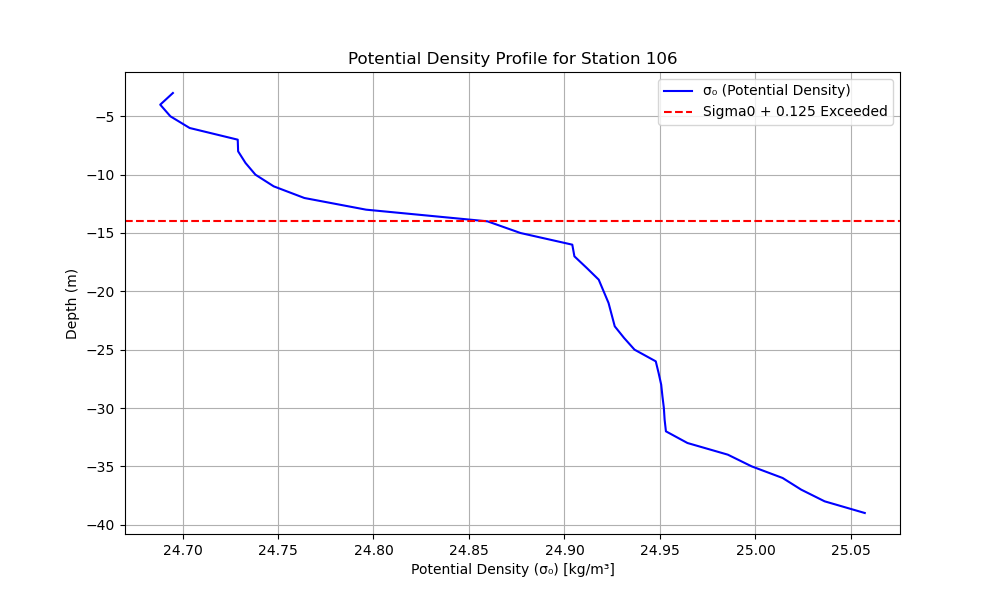 Potential Density Profile for Station 106
σ₀ (Potential Density)
Sigma0 + 0.125 Exceeded
Depth (m)
−5
−10
−15
−20
−25
−30
−35
−40
24.70 24.75 24.80 24.85 24.90 24.95 25.00 25.05
Potential Density (σ₀) [kg/m³]